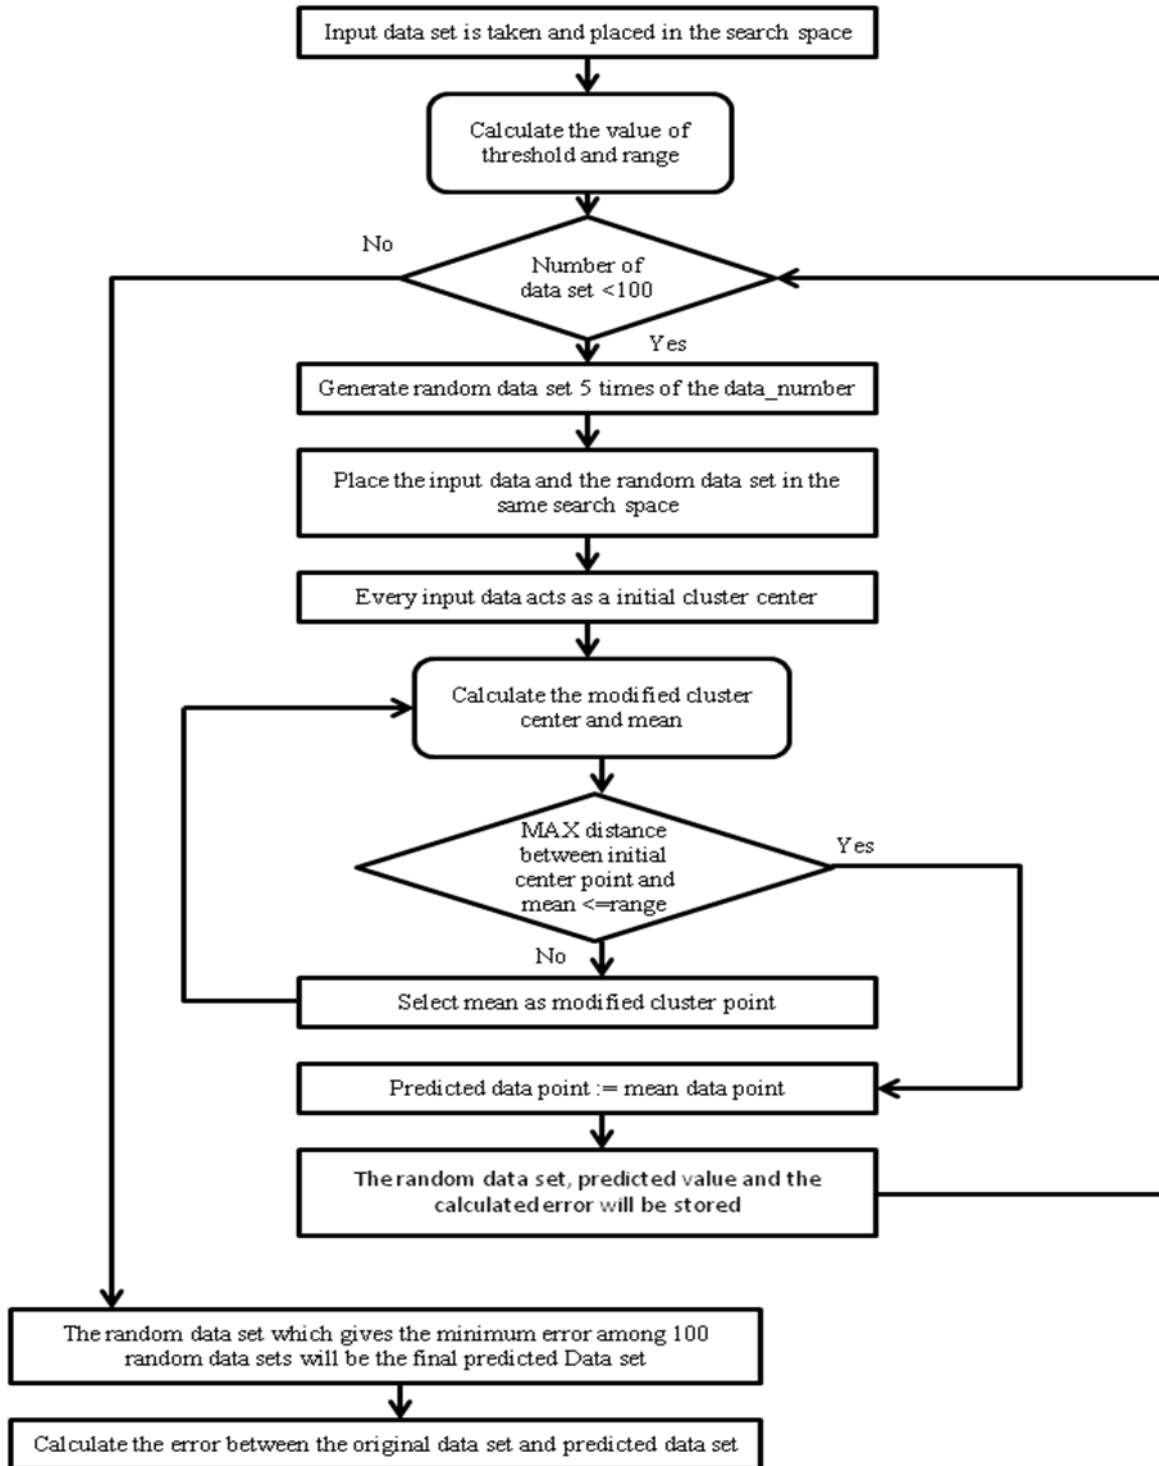 Input data set is taken and placed in the search space
Calculate the value of
threshold and range
No
Number of
data set <100
Yes
Generate random data set 5 times of the data_number
Place the input data and the random data set in the
same search space
Every input data acts as a initial cluster center
Calculate the modified cluster
center and mean
MAX distance
between initial
center point and
mean <=range
Yes
No
Select mean as modified cluster point
Predicted data point := mean data point
The random data set, predicted value and the
calculated error will be stored
The random data set which gives the minimum error among 100
random data sets will be the final predicted Data set
Calculate the error between the original data set and predicted data set